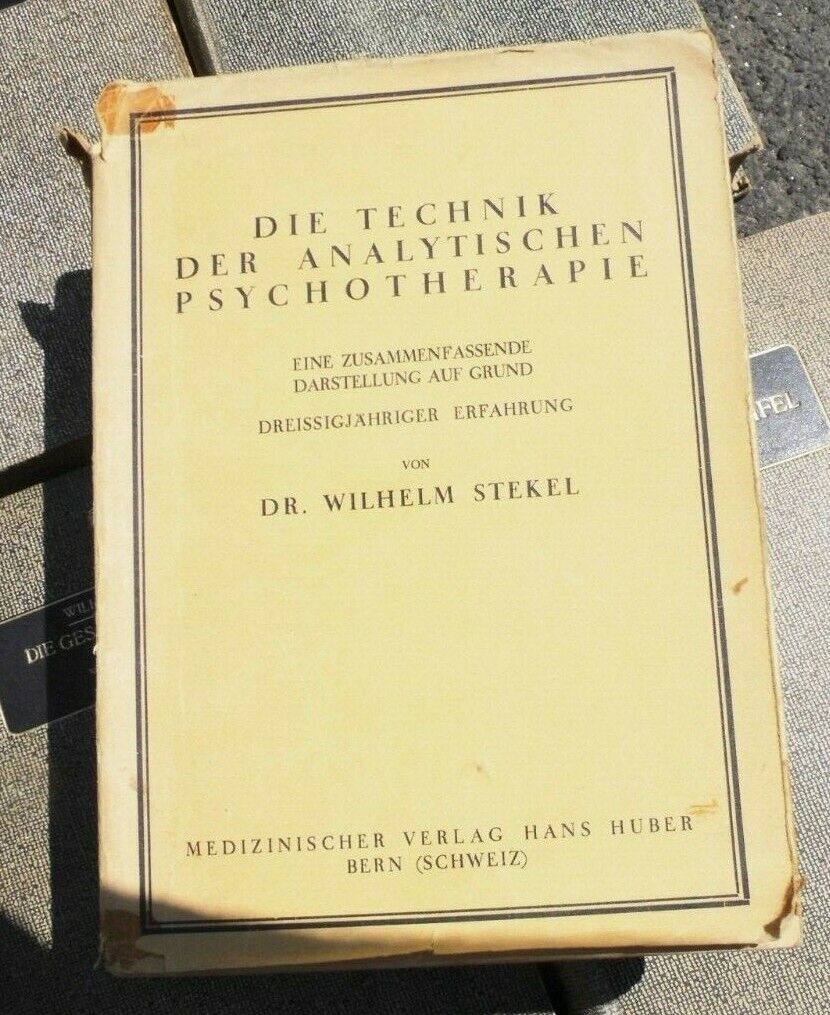 DIE TECHNIK
DER ANALYTISCHEN
PSYCHOTHERAPIE
EINE ZUSAMMENFASSENDE
DARSTELLUNG AUF GRUND
DREISSIGJÄHRIGER ERFAHRUNG
VON
DR. WILHELM STEKEL
MEDIZINISCHER VERLAG HANS HUBER
BERN (SCHWEIZ)
DIE